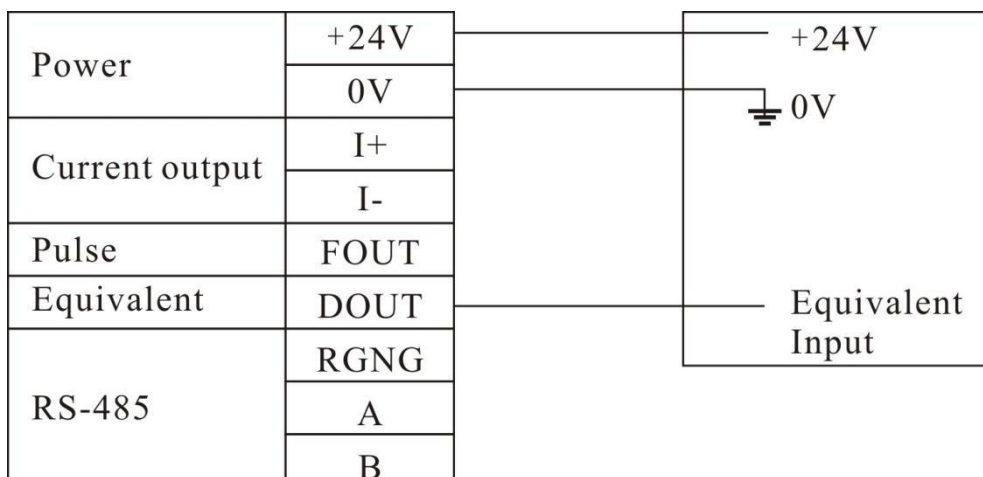 Power
+24V
0V
Current output
I+
I-
Pulse
FOUT
Equivalent
DOUT
RS-485
RGNG
A
B
+24V
0V
Equivalent
Input